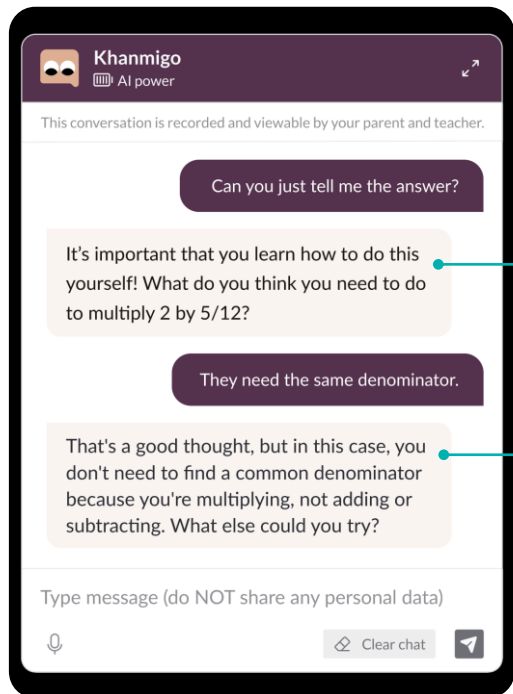 Khanmigo
AI power
This conversation is recorded and viewable by your parent and teacher.
Can you just tell me the answer?
It's important that you learn how to do this
yourself! What do you think you need to do
to multiply 2 by 5/12?
They need the same denominator.
That's a good thought, but in this case, you
don't need to find a common denominator
because you're multiplying, not adding or
subtracting. What else could you try?
Type message (do NOT share any personal data)
Clear chat